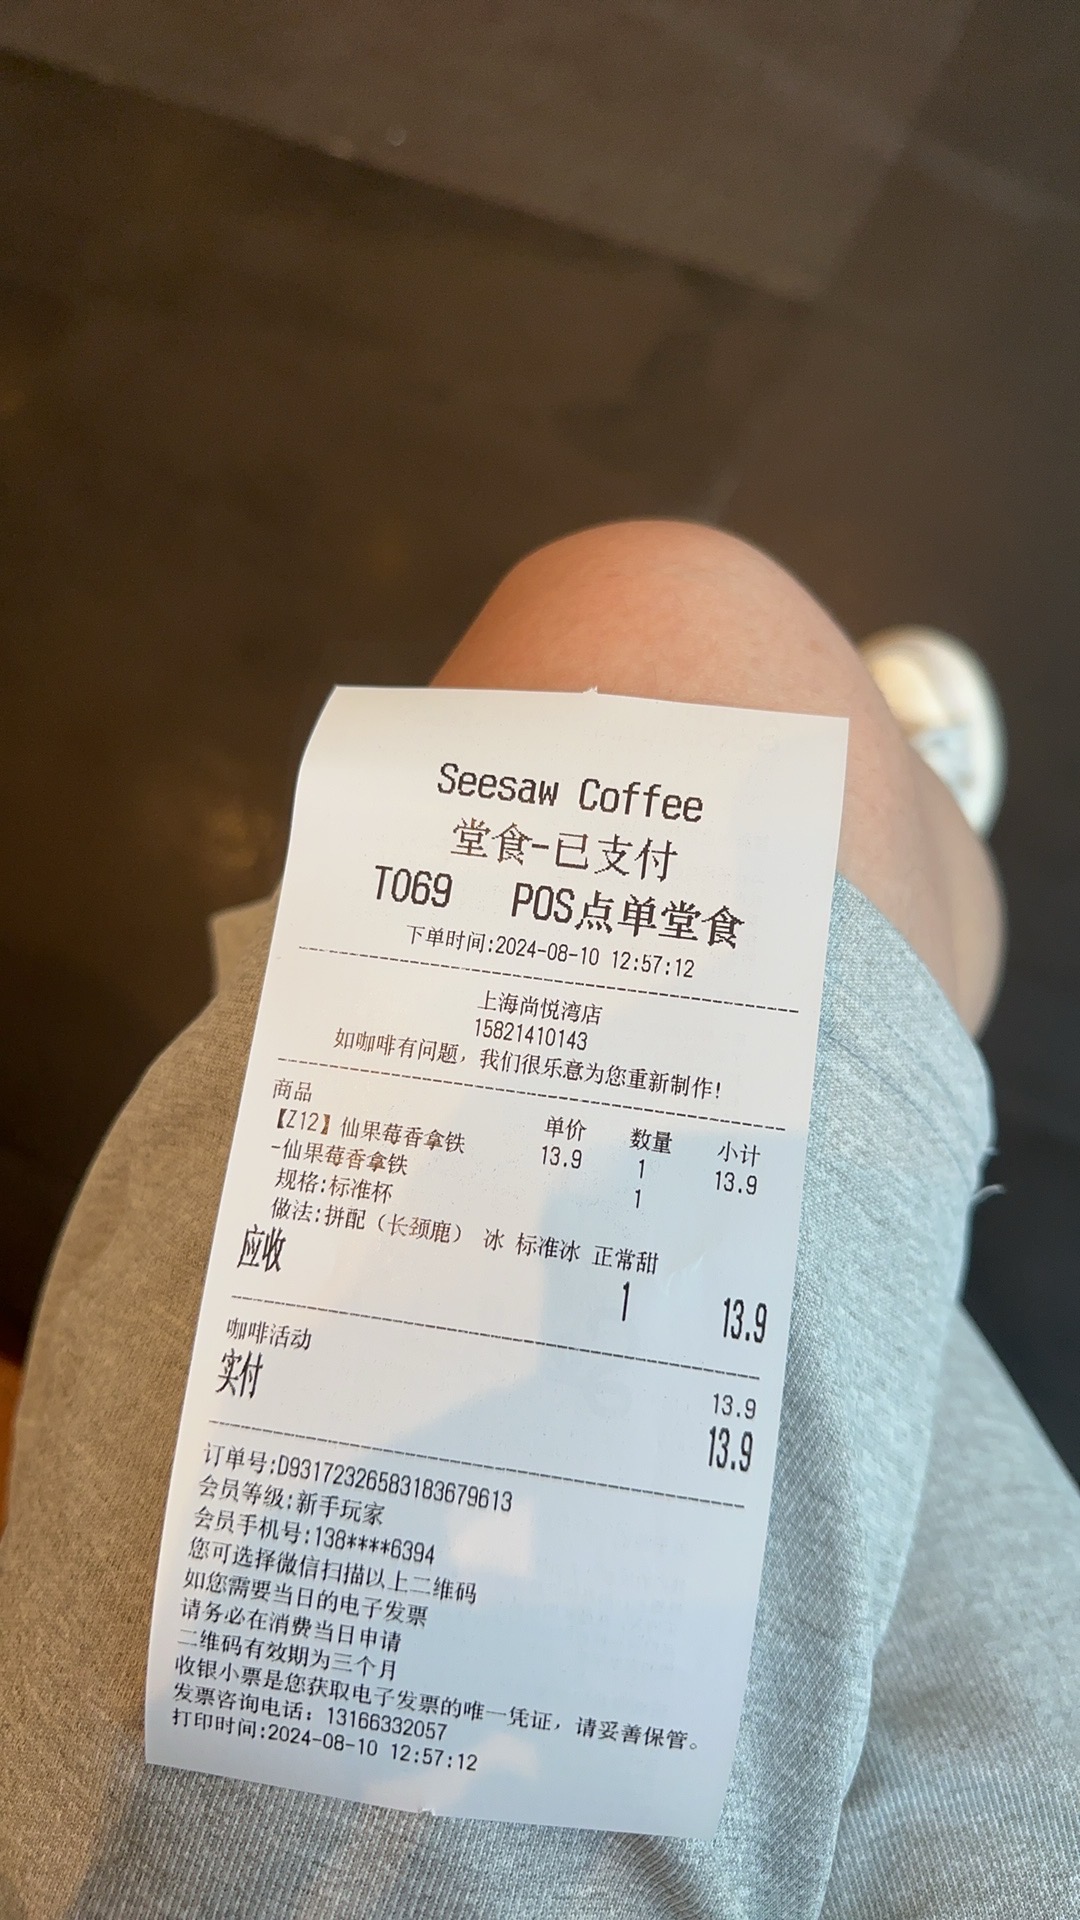 Seesaw Coffee
堂食-已支付
T069 POS点单堂食
下单时间:2024-08-10 12:57:12
上海尚悦湾店
15821410143
如咖啡有问题，我们很乐意为您重新制作!
商品 单价 数量 小计
【Z12】仙果莓香拿铁 13.9 1 13.9
-仙果莓香拿铁 1
规格:标准杯
做法:拼配（长颈鹿） 冰 标准冰 正常甜
应收 1 13.9
咖啡活动 13.9
实付 13.9
订单号:D931723265831836​79613
会员等级:新手玩家
会员手机号:138****6394
您可选择微信扫描以上二维码
如您需要当日的电子发票
请务必在消费当日申请
二维码有效期为三个月
收银小票是您获取电子发票的唯一凭证，请妥善保管。
发票咨询电话：13166332057
打印时间:2024-08-10 12:57:12